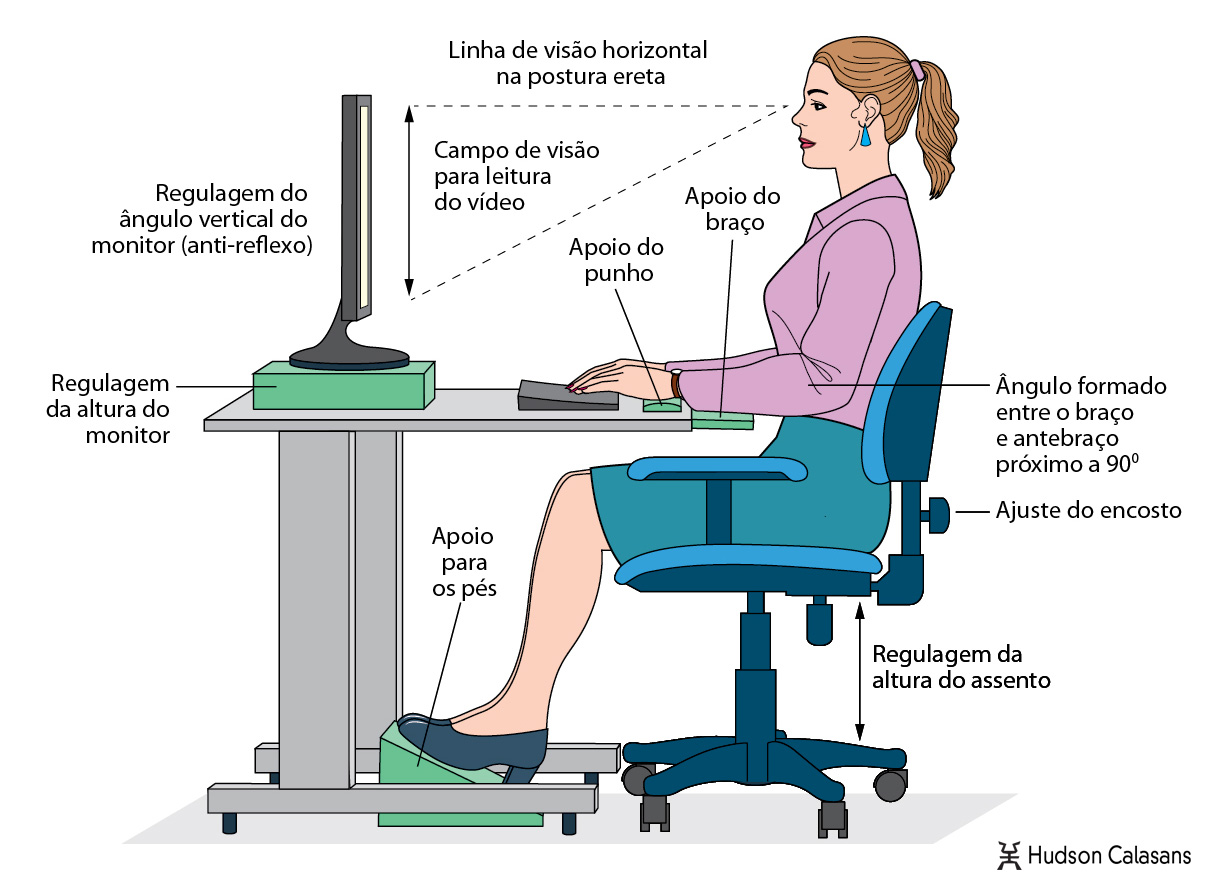 Linha de visão horizontal
na postura ereta
Campo de visão
para leitura
do vídeo
Regulagem do
ângulo vertical do
monitor (anti-reflexo)
Apoio do
braço
Apoio do
punho
Regulagem
da altura do
monitor
Ângulo formado
entre o braço
e antebraço
próximo a 90⁰
Ajuste do encosto
Apoio
para
os pés
Regulagem da
altura do assento
Hudson Calasans